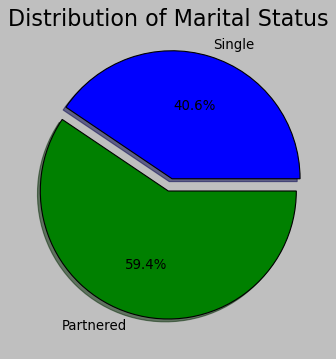 Distribution of Marital Status
Single
40.6%
59.4%
Partnered